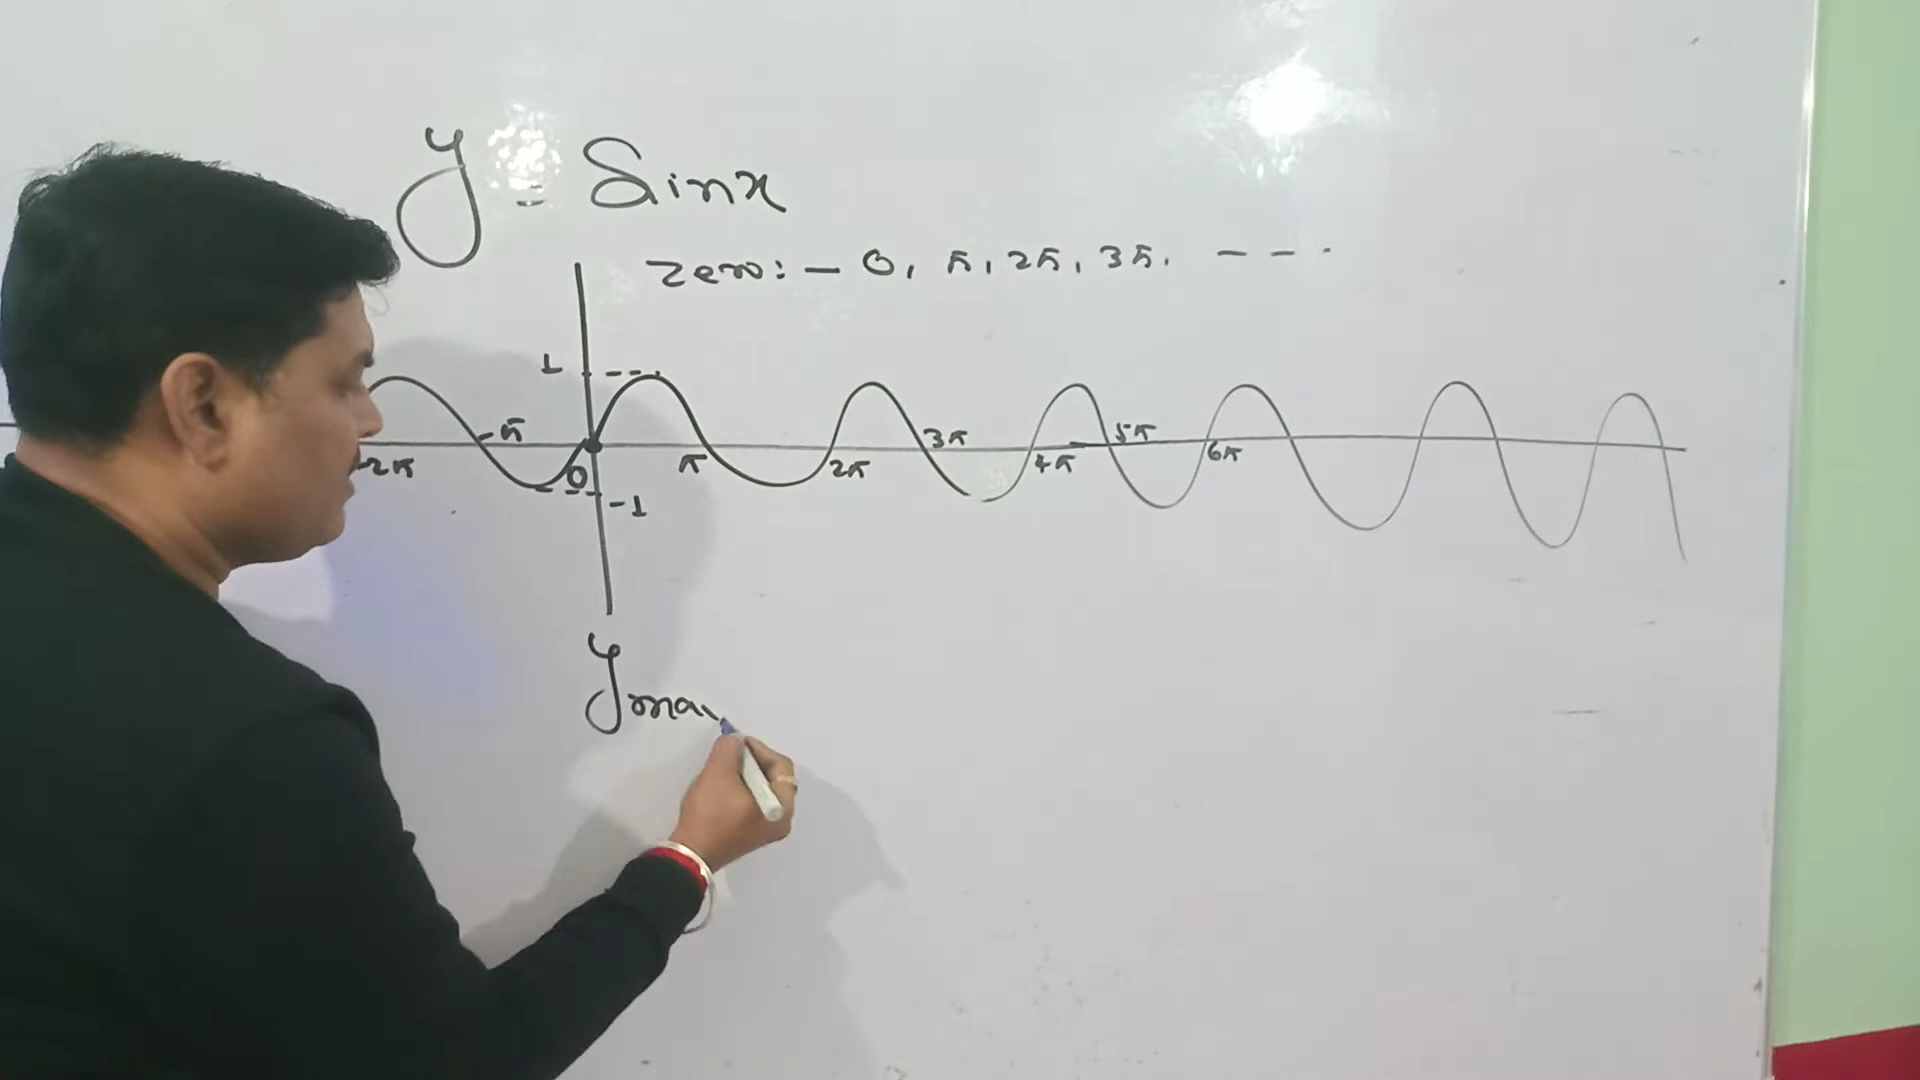 y = Sinx
Zero:- 0, π, 2π, 3π, - - -
1
-2π -π 0 π 2π 3π 4π 5π 6π
-1
ymax